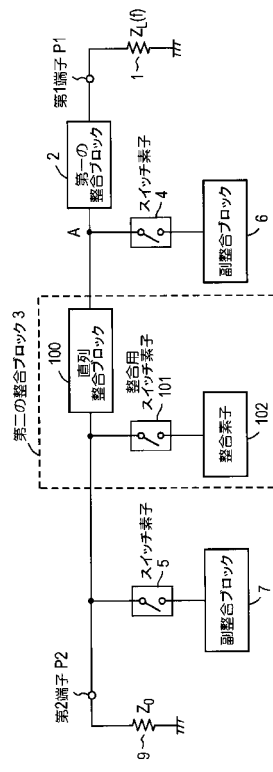 第二の整合ブロック 3
第1端子 P1
Z_L(f)
1
2
第一の
整合ブロック
A
スイッチ素子
4
副整合ブロック
6
100
直列
整合ブロック
整合用
スイッチ素子
101
整合素子
102
スイッチ素子
5
副整合ブロック
7
第2端子 P2
Z_0
9